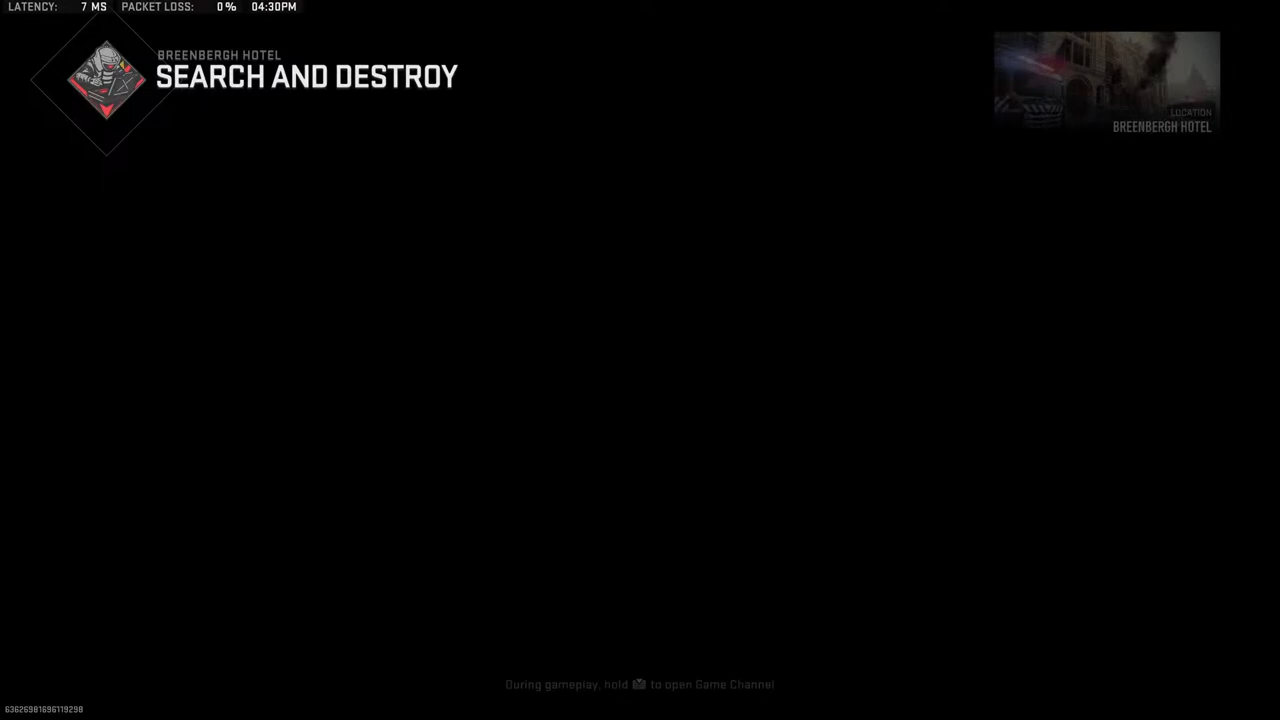 LATENCY: 7 MS PACKET LOSS: 0 % 04:30PM
BREENBERGH HOTEL
SEARCH AND DESTROY
LOCATION
BREENBERGH HOTEL
During gameplay, hold to open Game Channel
63626981696119298